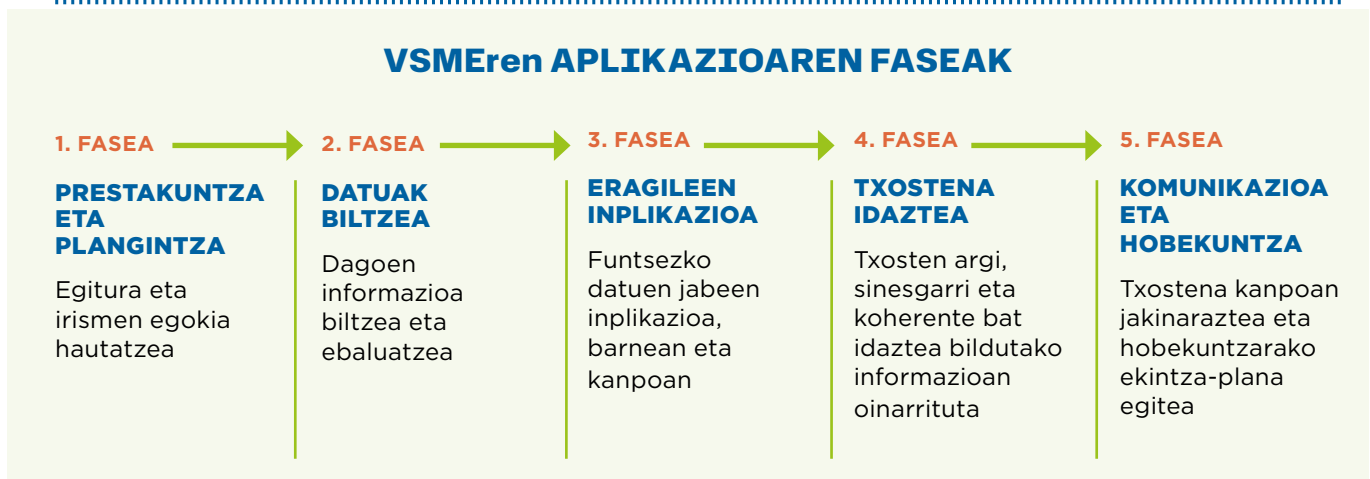 VSMEren APLIKAZIOAREN FASEAK
1. FASEA
PRESTAKUNTZA
ETA
PLANGINTZA
Egitura eta
irismen egokia
hautatzea
2. FASEA
DATUAK
BILTZEA
Dagoen
informazioa
biltzea eta
ebaluatzea
3. FASEA
ERAGILEEN
INPLIKAZIOA
Funtsezko
datuen jabeen
inplikazioa,
barnean eta
kanpoan
4. FASEA
TXOSTENA
IDAZTEA
Txosten argi,
sinesgarri eta
koherente bat
idaztea bildutako
informazioan
oinarrituta
5. FASEA
KOMUNIKAZIOA
ETA
HOBEKUNTZA
Txostena kanpoan
jakinaraztea eta
hobekuntzarako
ekintza-plana
egitea